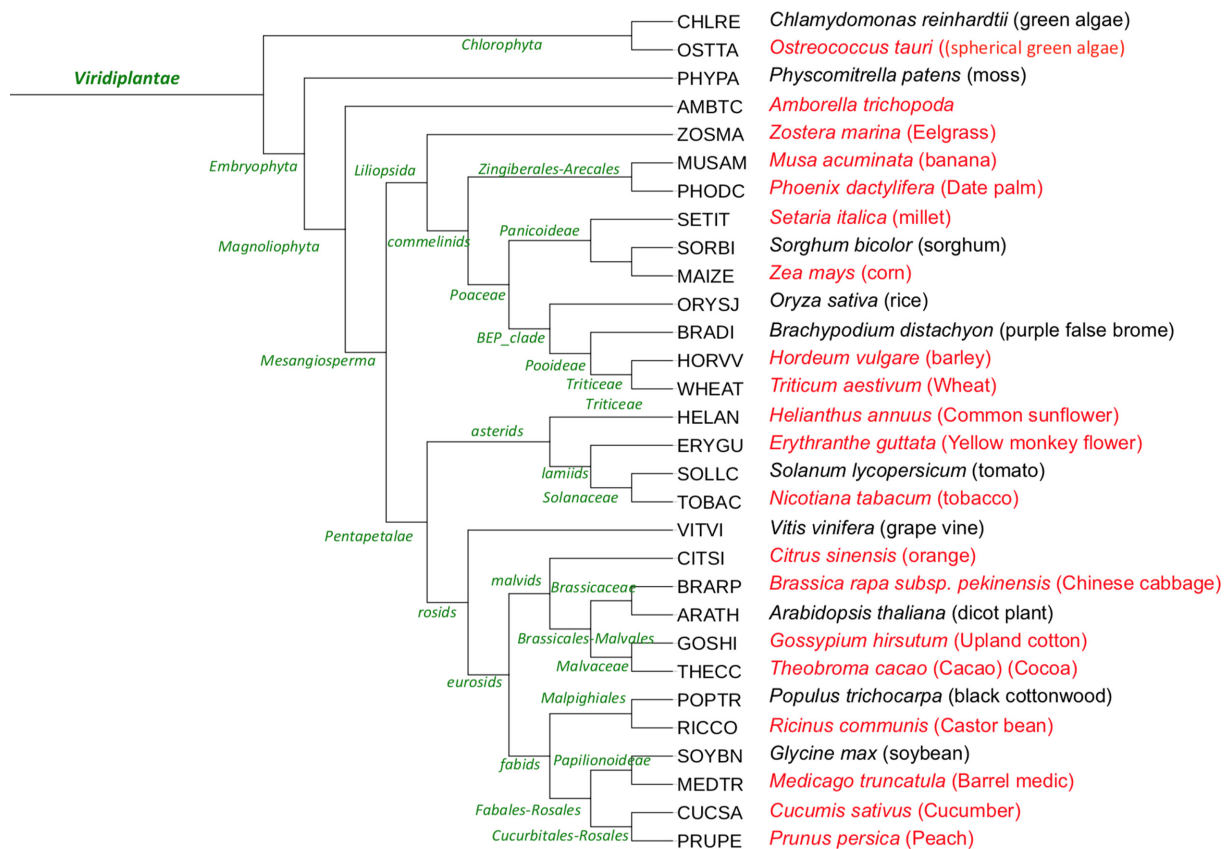 CHLRE Chlamydomonas reinhardtii (green algae)
Chlorophyta
OSTTA Ostreococcus tauri ((spherical green algae)
Viridiplantae
PHYPA Physcomitrella patens (moss)
AMBTC Amborella trichopoda
ZOSMA Zostera marina (Eelgrass)
Embryophyta
Liliopsida
Zingiberales-Arecales
MUSAM Musa acuminata (banana)
PHODC Phoenix dactylifera (Date palm)
SETIT Setaria italica (millet)
Panicoideae
Magnoliophyta
commelinids
SORBI Sorghum bicolor (sorghum)
MAIZE Zea mays (corn)
Poaceae
ORYSJ Oryza sativa (rice)
BRADI Brachypodium distachyon (purple false brome)
BEP_clade
Mesangiosperma
Pooideae
HORVV Hordeum vulgare (barley)
Triticeae
WHEAT Triticum aestivum (Wheat)
Triticeae
HELAN Helianthus annuus (Common sunflower)
asterids
ERYGU Erythranthe guttata (Yellow monkey flower)
lamiids
SOLLC Solanum lycopersicum (tomato)
Solanaceae
TOBAC Nicotiana tabacum (tobacco)
VITVI Vitis vinifera (grape vine)
Pentapetalae
CITSI Citrus sinensis (orange)
malvids
Brassicaceae
BRARP Brassica rapa subsp. pekinensis (Chinese cabbage)
rosids
ARATH Arabidopsis thaliana (dicot plant)
Brassicales-Malvales
GOSHI Gossypium hirsutum (Upland cotton)
Malvaceae
THECC Theobroma cacao (Cacao) (Cocoa)
eurosids
Malpighiales
POPTR Populus trichocarpa (black cottonwood)
RICCO Ricinus communis (Castor bean)
SOYBN Glycine max (soybean)
fabids
Papilionoideae
MEDTR Medicago truncatula (Barrel medic)
Fabales-Rosales
CUCSA Cucumis sativus (Cucumber)
Cucurbitales-Rosales
PRUPE Prunus persica (Peach)